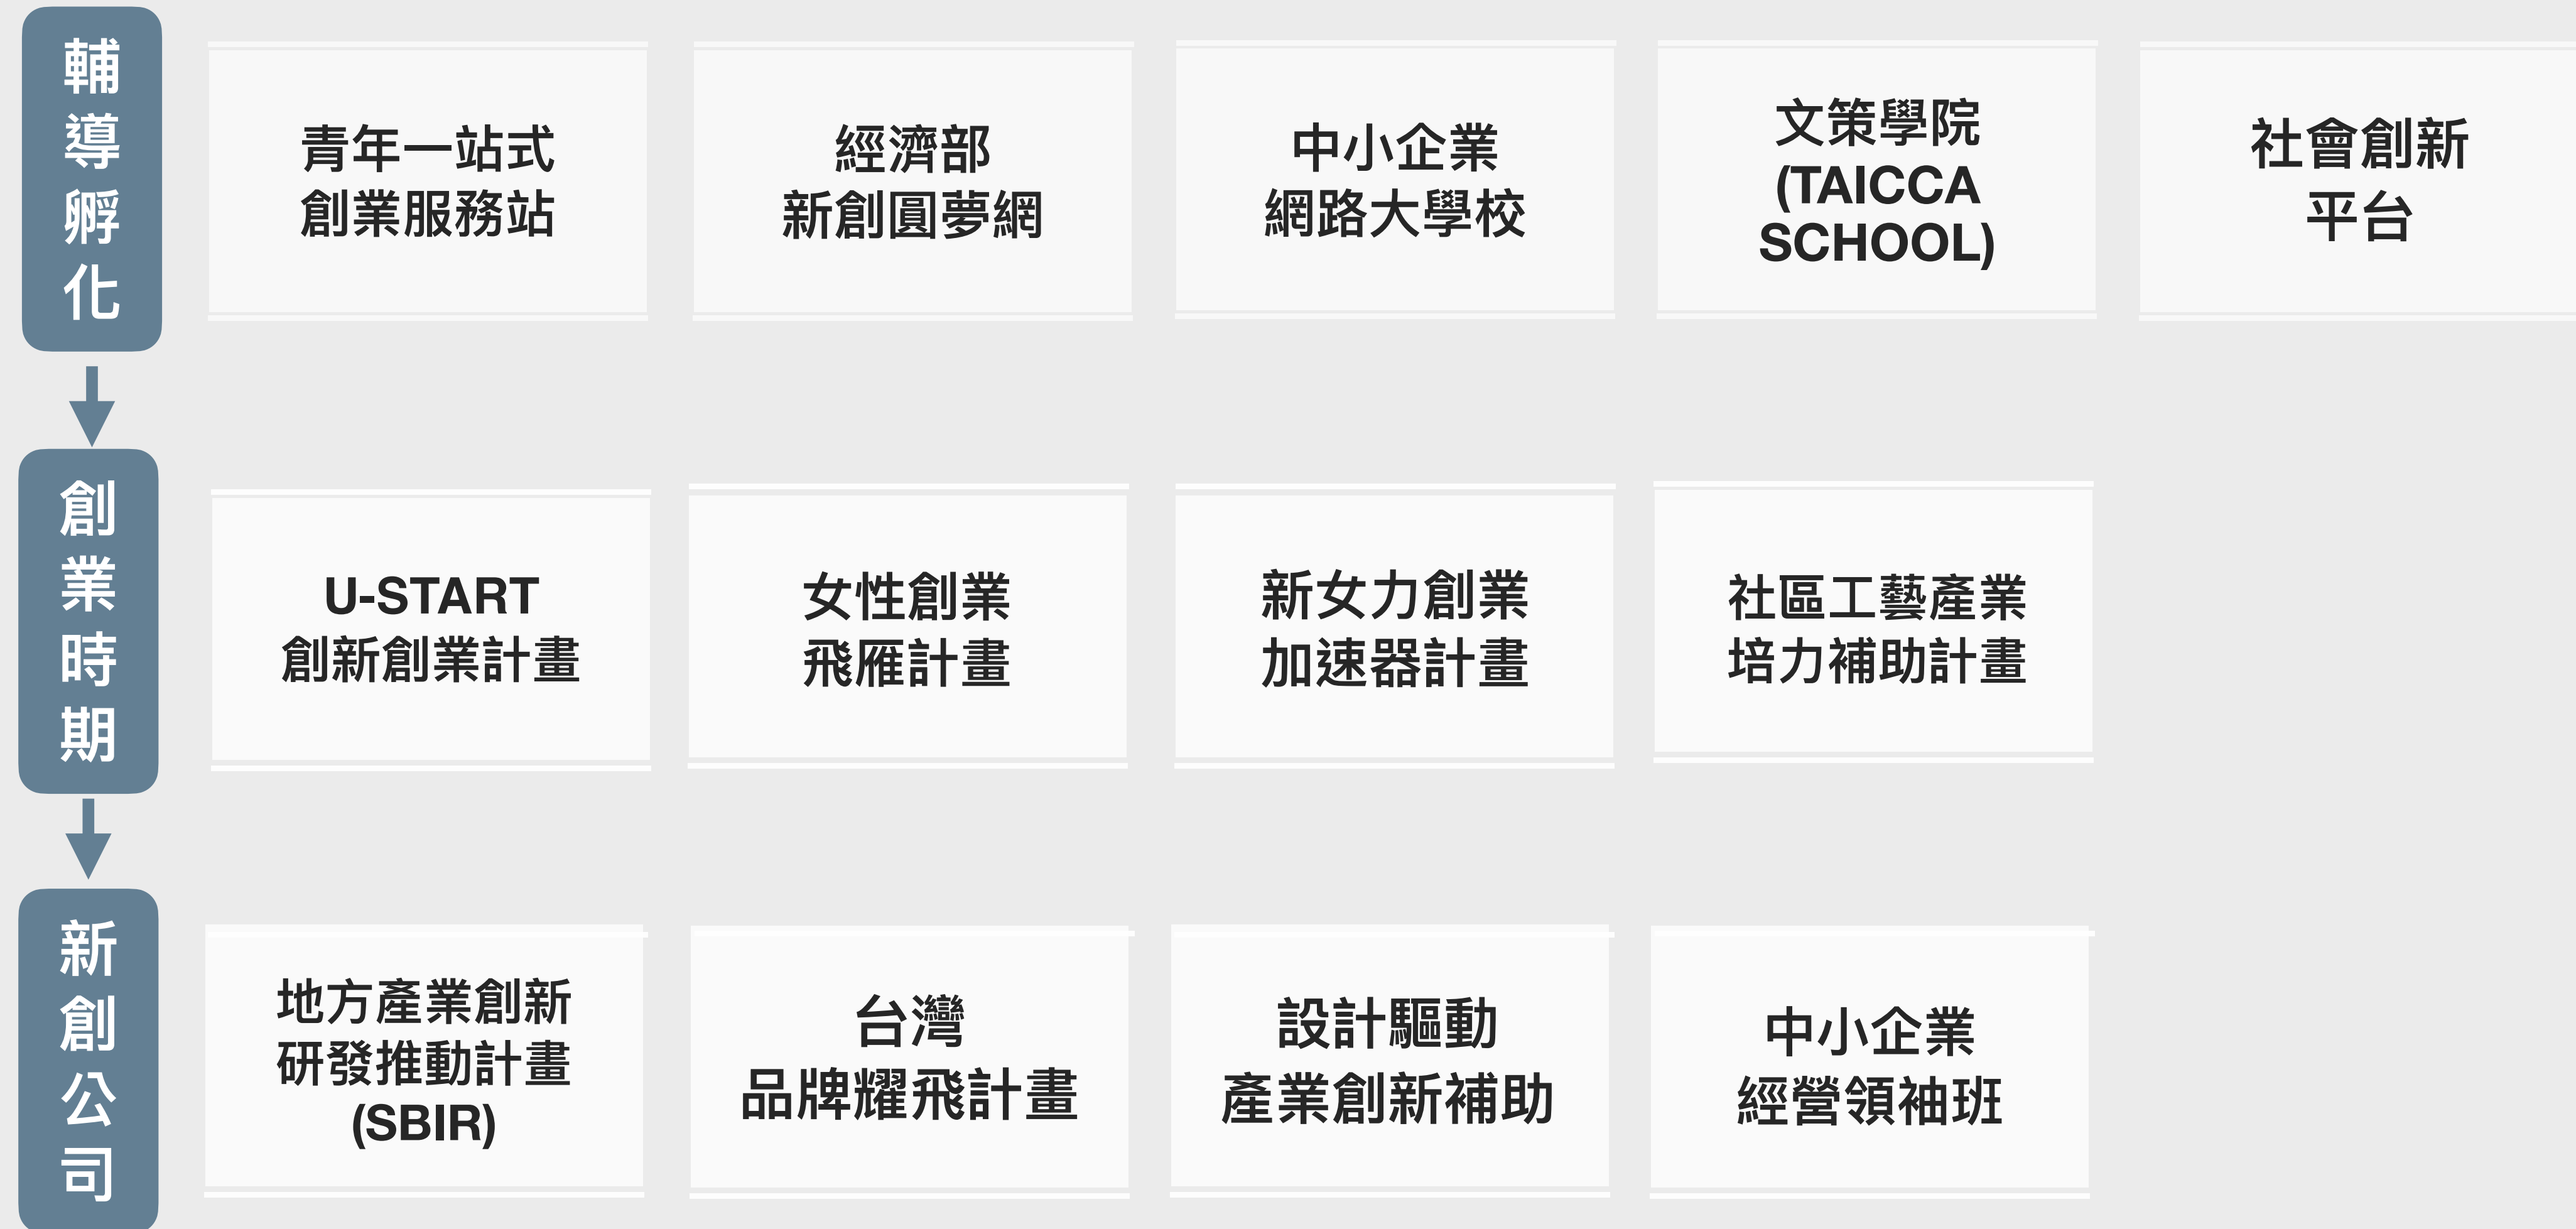 輔導孵化
青年一站式
創業服務站
經濟部
新創圓夢網
中小企業
網路大學校
文策學院
(TAICCA
SCHOOL)
社會創新
平台
創業時期
U-START
創新創業計畫
女性創業
飛雁計畫
新女力創業
加速器計畫
社區工藝產業
培力補助計畫
新創公司
地方產業創新
研發推動計畫
(SBIR)
台灣
品牌耀飛計畫
設計驅動
產業創新補助
中小企業
經營領袖班